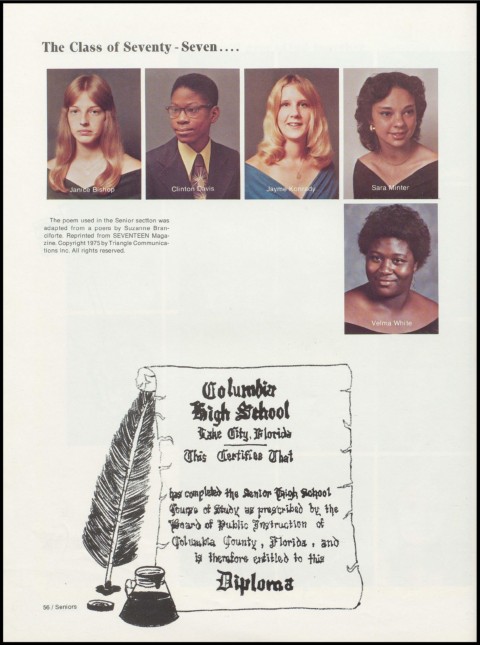 The Class of Seventy - Seven....
Janice Bishop
Clinton Davis
Jayme Kennedy
Sara Minter
The poem used in the Senior section was
adapted from a poem by Suzanne Bran-
ciforte. Reprinted from SEVENTEEN Maga-
zine. Copyright 1975 by Triangle Communica-
tions inc. All rights reserved.
Velma White
Columbia
High School
Lake City, Florida
This Certifies That
has completed the Senior High School
Course of Study as prescribed by the
Board of Public Instruction of
Columbia County, Florida, and
is therefore entitled to this
Diploma
56 / Seniors